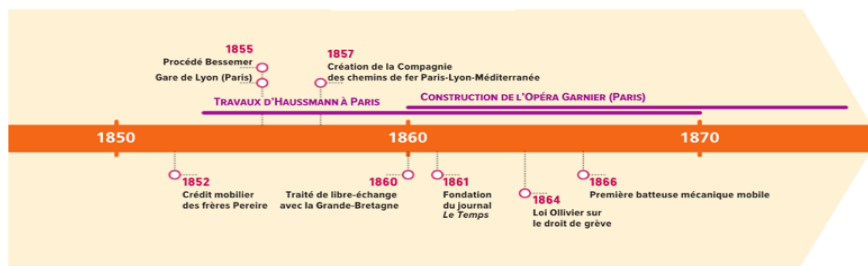 1855
Procédé Bessemer
Gare de Lyon (Paris)
1857
Création de la Compagnie
des chemins de fer Paris-Lyon-Méditerranée
TRAVAUX D'HAUSSMANN À PARIS
CONSTRUCTION DE L'OPÉRA GARNIER (PARIS)
1850
1860
1870
1852
Crédit mobilier
des frères Pereire
1860
Traité de libre-échange
avec la Grande-Bretagne
1861
Fondation
du journal
Le Temps
1864
Loi Ollivier sur
le droit de grève
1866
Première batteuse mécanique mobile